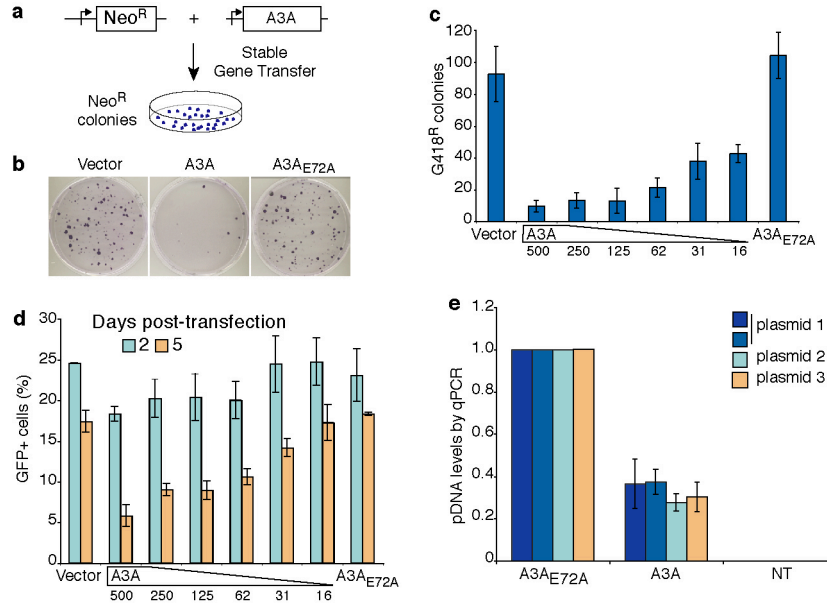 a
Neo^R + A3A
Stable
Gene Transfer
Neo^R
colonies
b
Vector A3A A3A_E72A
c
G418^R colonies
120
100
80
60
40
20
0
Vector A3A A3A_E72A
500 250 125 62 31 16
d
Days post-transfection
2 5
GFP+ cells (%)
30
25
20
15
10
5
0
Vector A3A A3A_E72A
500 250 125 62 31 16
e
pDNA levels by qPCR
1.2
1.0
0.8
0.6
0.4
0.2
0
plasmid 1
plasmid 2
plasmid 3
A3A_E72A A3A NT